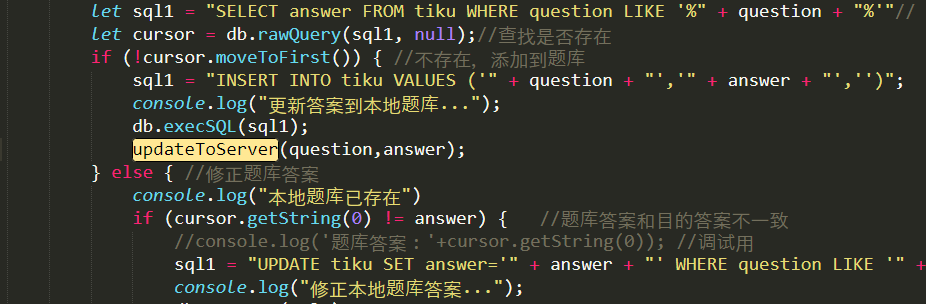 let sql1 = "SELECT answer FROM tiku WHERE question LIKE '%" + question + "%'"//
let cursor = db.rawQuery(sql1, null);//查找是否存在
if (!cursor.moveToFirst()) { //不存在，添加到题库
sql1 = "INSERT INTO tiku VALUES ('" + question + "','" + answer + "','')";
console.log("更新答案到本地题库...");
db.execSQL(sql1);
updateToServer(question,answer);
} else { //修正题库答案
console.log("本地题库已存在")
if (cursor.getString(0) != answer) { //题库答案和目的答案不一致
//console.log('题库答案：'+cursor.getString(0)); //调试用
sql1 = "UPDATE tiku SET answer='" + answer + "' WHERE question LIKE '" +
console.log("修正本地题库答案...");